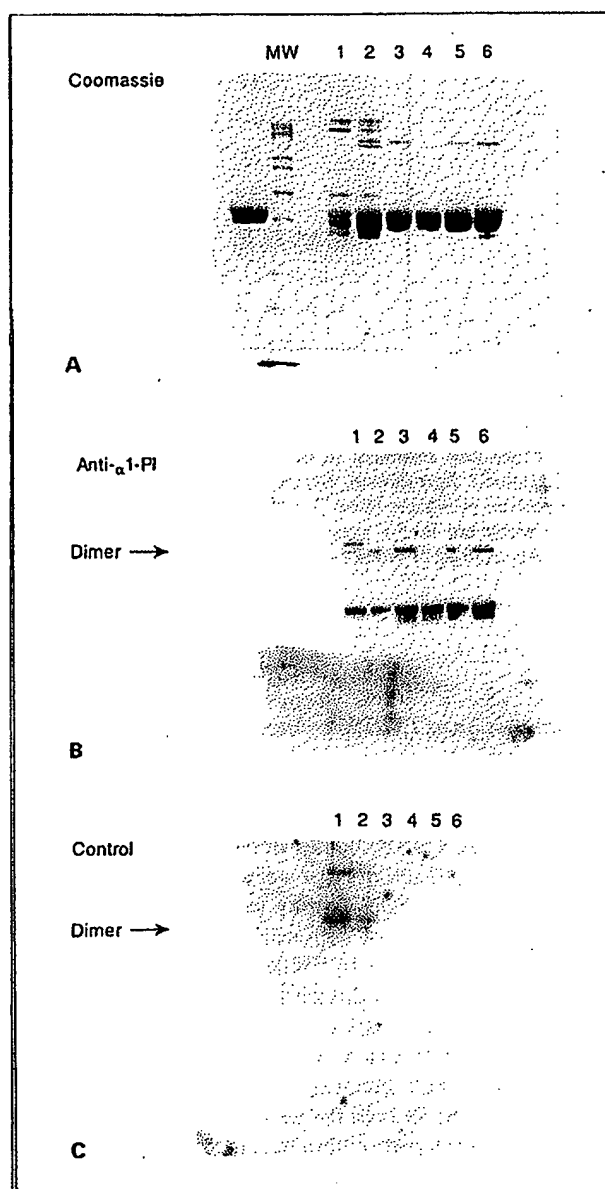 MW 1 2 3 4 5 6
Coomassie
A
1 2 3 4 5 6
Anti-α1-PI
Dimer →
B
1 2 3 4 5 6
Control
Dimer →
C